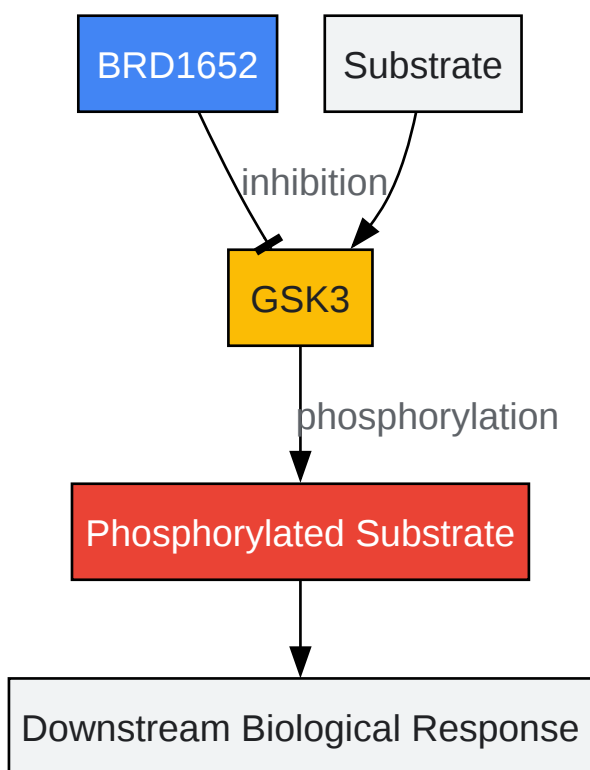 BRD1652
Substrate
inhibition
GSK3
phosphorylation
Phosphorylated Substrate
Downstream Biological Response